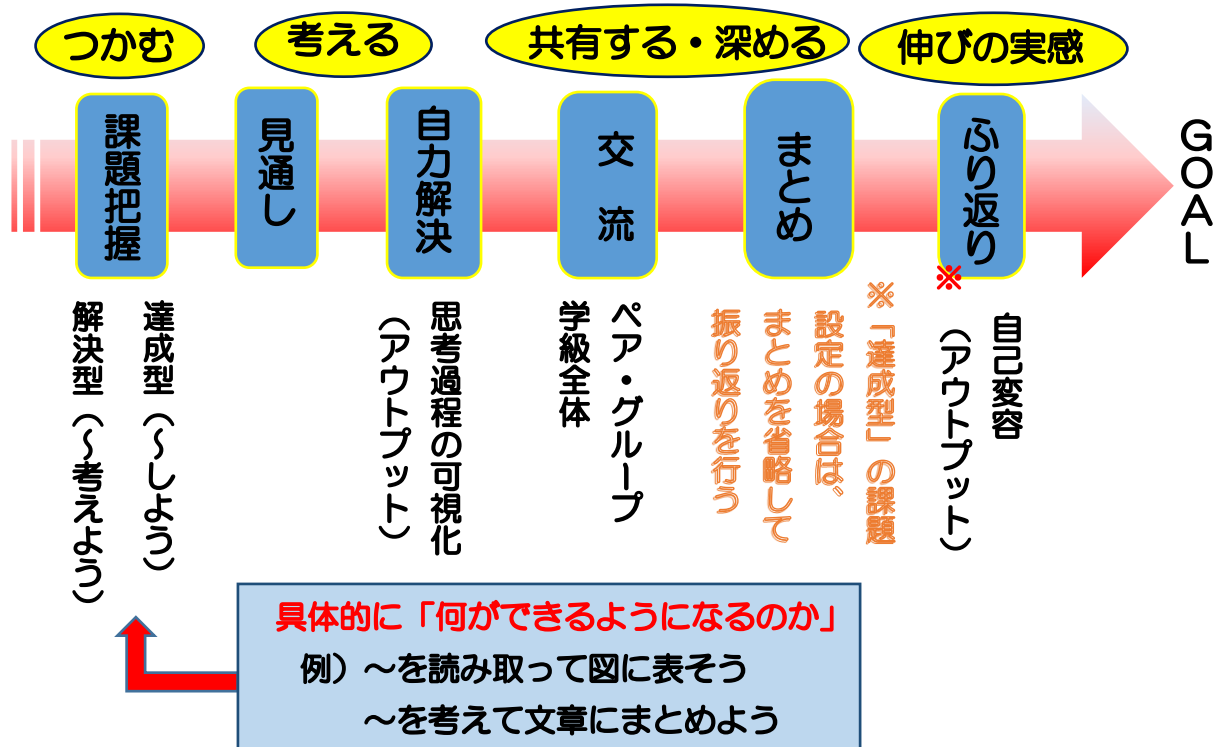 つかむ
考える
共有する・深める
伸びの実感
課題把握
見通し
自力解決
交 流
まとめ
ふり返り
※
GOAL
達成型（～しよう）
解決型（～考えよう）
思考過程の可視化
（アウトプット）
ペア・グループ
学級全体
※「達成型」の課題
設定の場合は、
まとめを省略して
振り返りを行う
自己変容
（アウトプット）
具体的に「何ができるようになるのか」
例）～を読み取って図に表そう
～を考えて文章にまとめよう